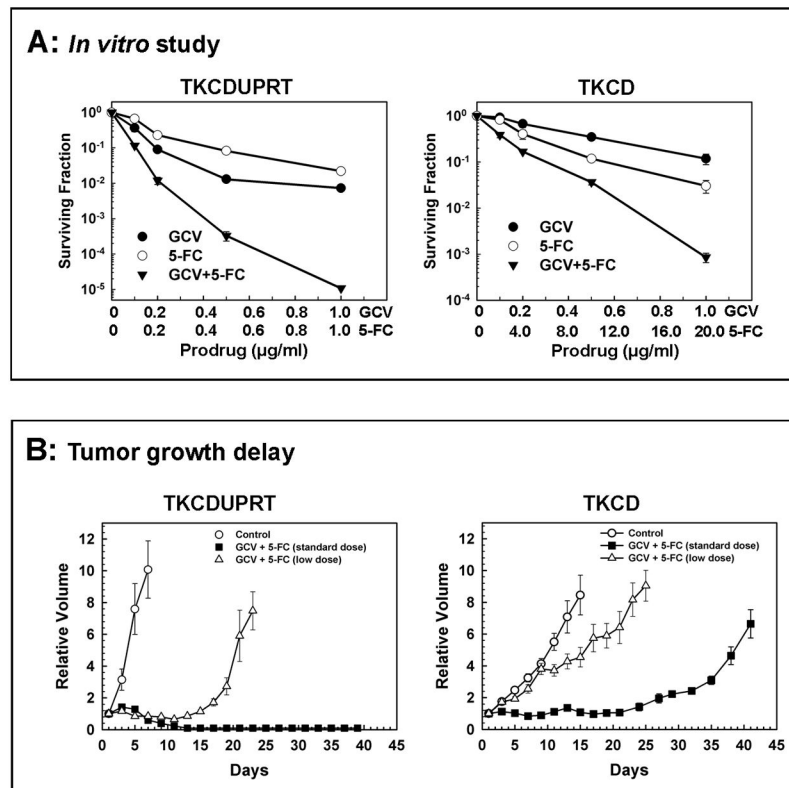 A: In vitro study
TKCDUPRT
Surviving Fraction
10⁰
10⁻¹
10⁻²
10⁻³
10⁻⁴
10⁻⁵
GCV
5-FC
GCV+5-FC
0 0.2 0.4 0.6 0.8 1.0 GCV
0 0.2 0.4 0.6 0.8 1.0 5-FC
Prodrug (µg/ml)
TKCD
Surviving Fraction
10⁰
10⁻¹
10⁻²
10⁻³
10⁻⁴
GCV
5-FC
GCV+5-FC
0 0.2 0.4 0.6 0.8 1.0 GCV
0 4.0 8.0 12.0 16.0 20.0 5-FC
Prodrug (µg/ml)
B: Tumor growth delay
TKCDUPRT
Relative Volume
12
10
8
6
4
2
0
Control
GCV + 5-FC (standard dose)
GCV + 5-FC (low dose)
0 5 10 15 20 25 30 35 40 45
Days
TKCD
Relative Volume
12
10
8
6
4
2
0
Control
GCV + 5-FC (standard dose)
GCV + 5-FC (low dose)
0 5 10 15 20 25 30 35 40 45
Days